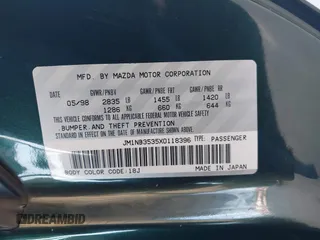 MFD. BY MAZDA MOTOR CORPORATION
GVWR/PNBV GAWR/PNBE FRT GAWR/PNBE RR
05/98 2835 LB 1455 LB 1420 LB
1286 KG 660 KG 644 KG
THIS VEHICLE CONFORMS TO ALL APPLICABLE
FEDERAL MOTOR VEHICLE SAFETY,
BUMPER AND THEFT PREVENTION
STANDARDS IN EFFECT ON THE DATE OF
MANUFACTURE SHOWN ABOVE.
JM1NB3535X0118396 TYPE: PASSENGER
BODY COLOR CODE:18J MADE IN JAPAN
DREAMBID